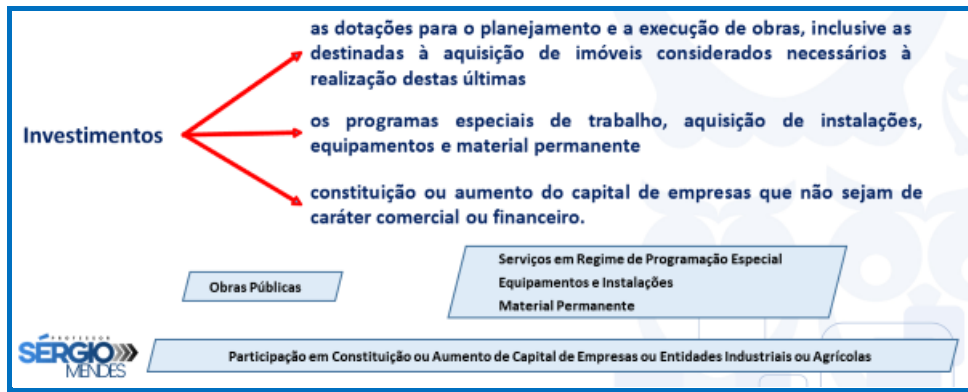 as dotações para o planejamento e a execução de obras, inclusive as
destinadas à aquisição de imóveis considerados necessários à
realização destas últimas
Investimentos
os programas especiais de trabalho, aquisição de instalações,
equipamentos e material permanente
constituição ou aumento do capital de empresas que não sejam de
caráter comercial ou financeiro.
Obras Públicas
Serviços em Regime de Programação Especial
Equipamentos e Instalações
Material Permanente
PROFESSOR
SÉRGIO
MENDES
Participação em Constituição ou Aumento de Capital de Empresas ou Entidades Industriais ou Agrícolas